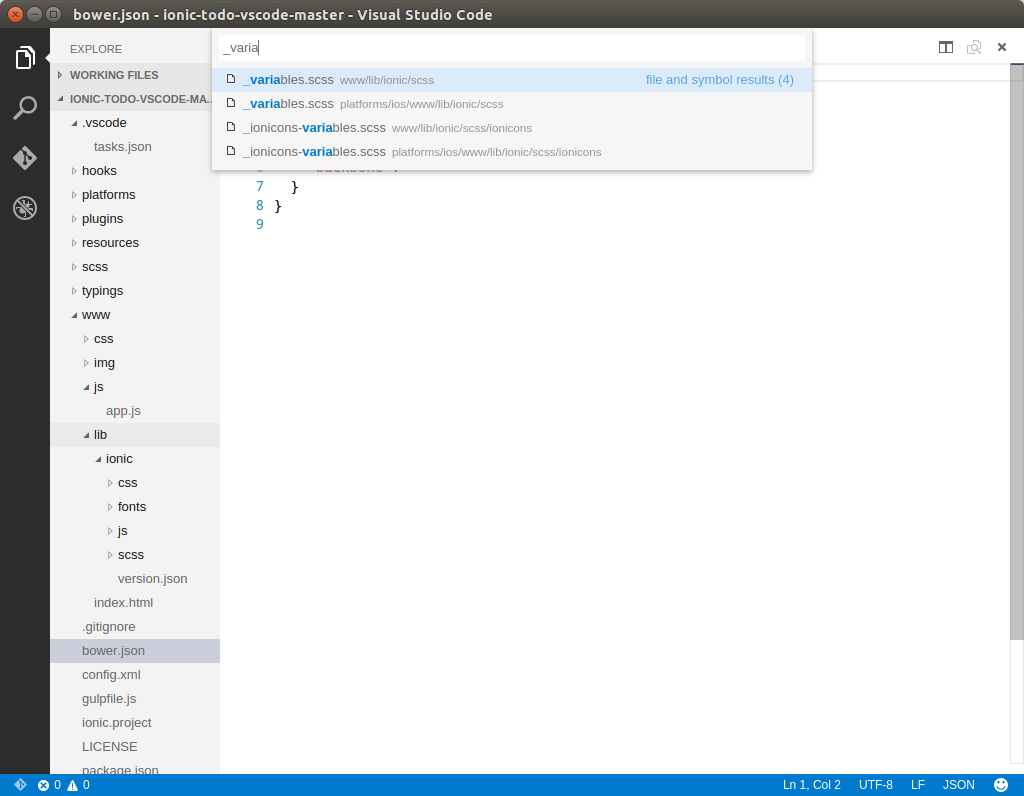 bower.json - ionic-todo-vscode-master - Visual Studio Code
EXPLORE
WORKING FILES
IONIC-TODO-VSCODE-MA...
.vscode
tasks.json
hooks
platforms
plugins
resources
scss
typings
www
css
img
js
app.js
lib
ionic
css
fonts
js
scss
version.json
index.html
.gitignore
bower.json
config.xml
gulpfile.js
ionic.project
LICENSE
package.json
_varia
_variables.scss www/lib/ionic/scss file and symbol results (4)
_variables.scss platforms/ios/www/lib/ionic/scss
_ionicons-variables.scss www/lib/ionic/scss/ionicons
_ionicons-variables.scss platforms/ios/www/lib/ionic/scss/ionicons
7 }
8 }
9
0 0 Ln 1, Col 2 UTF-8 LF JSON